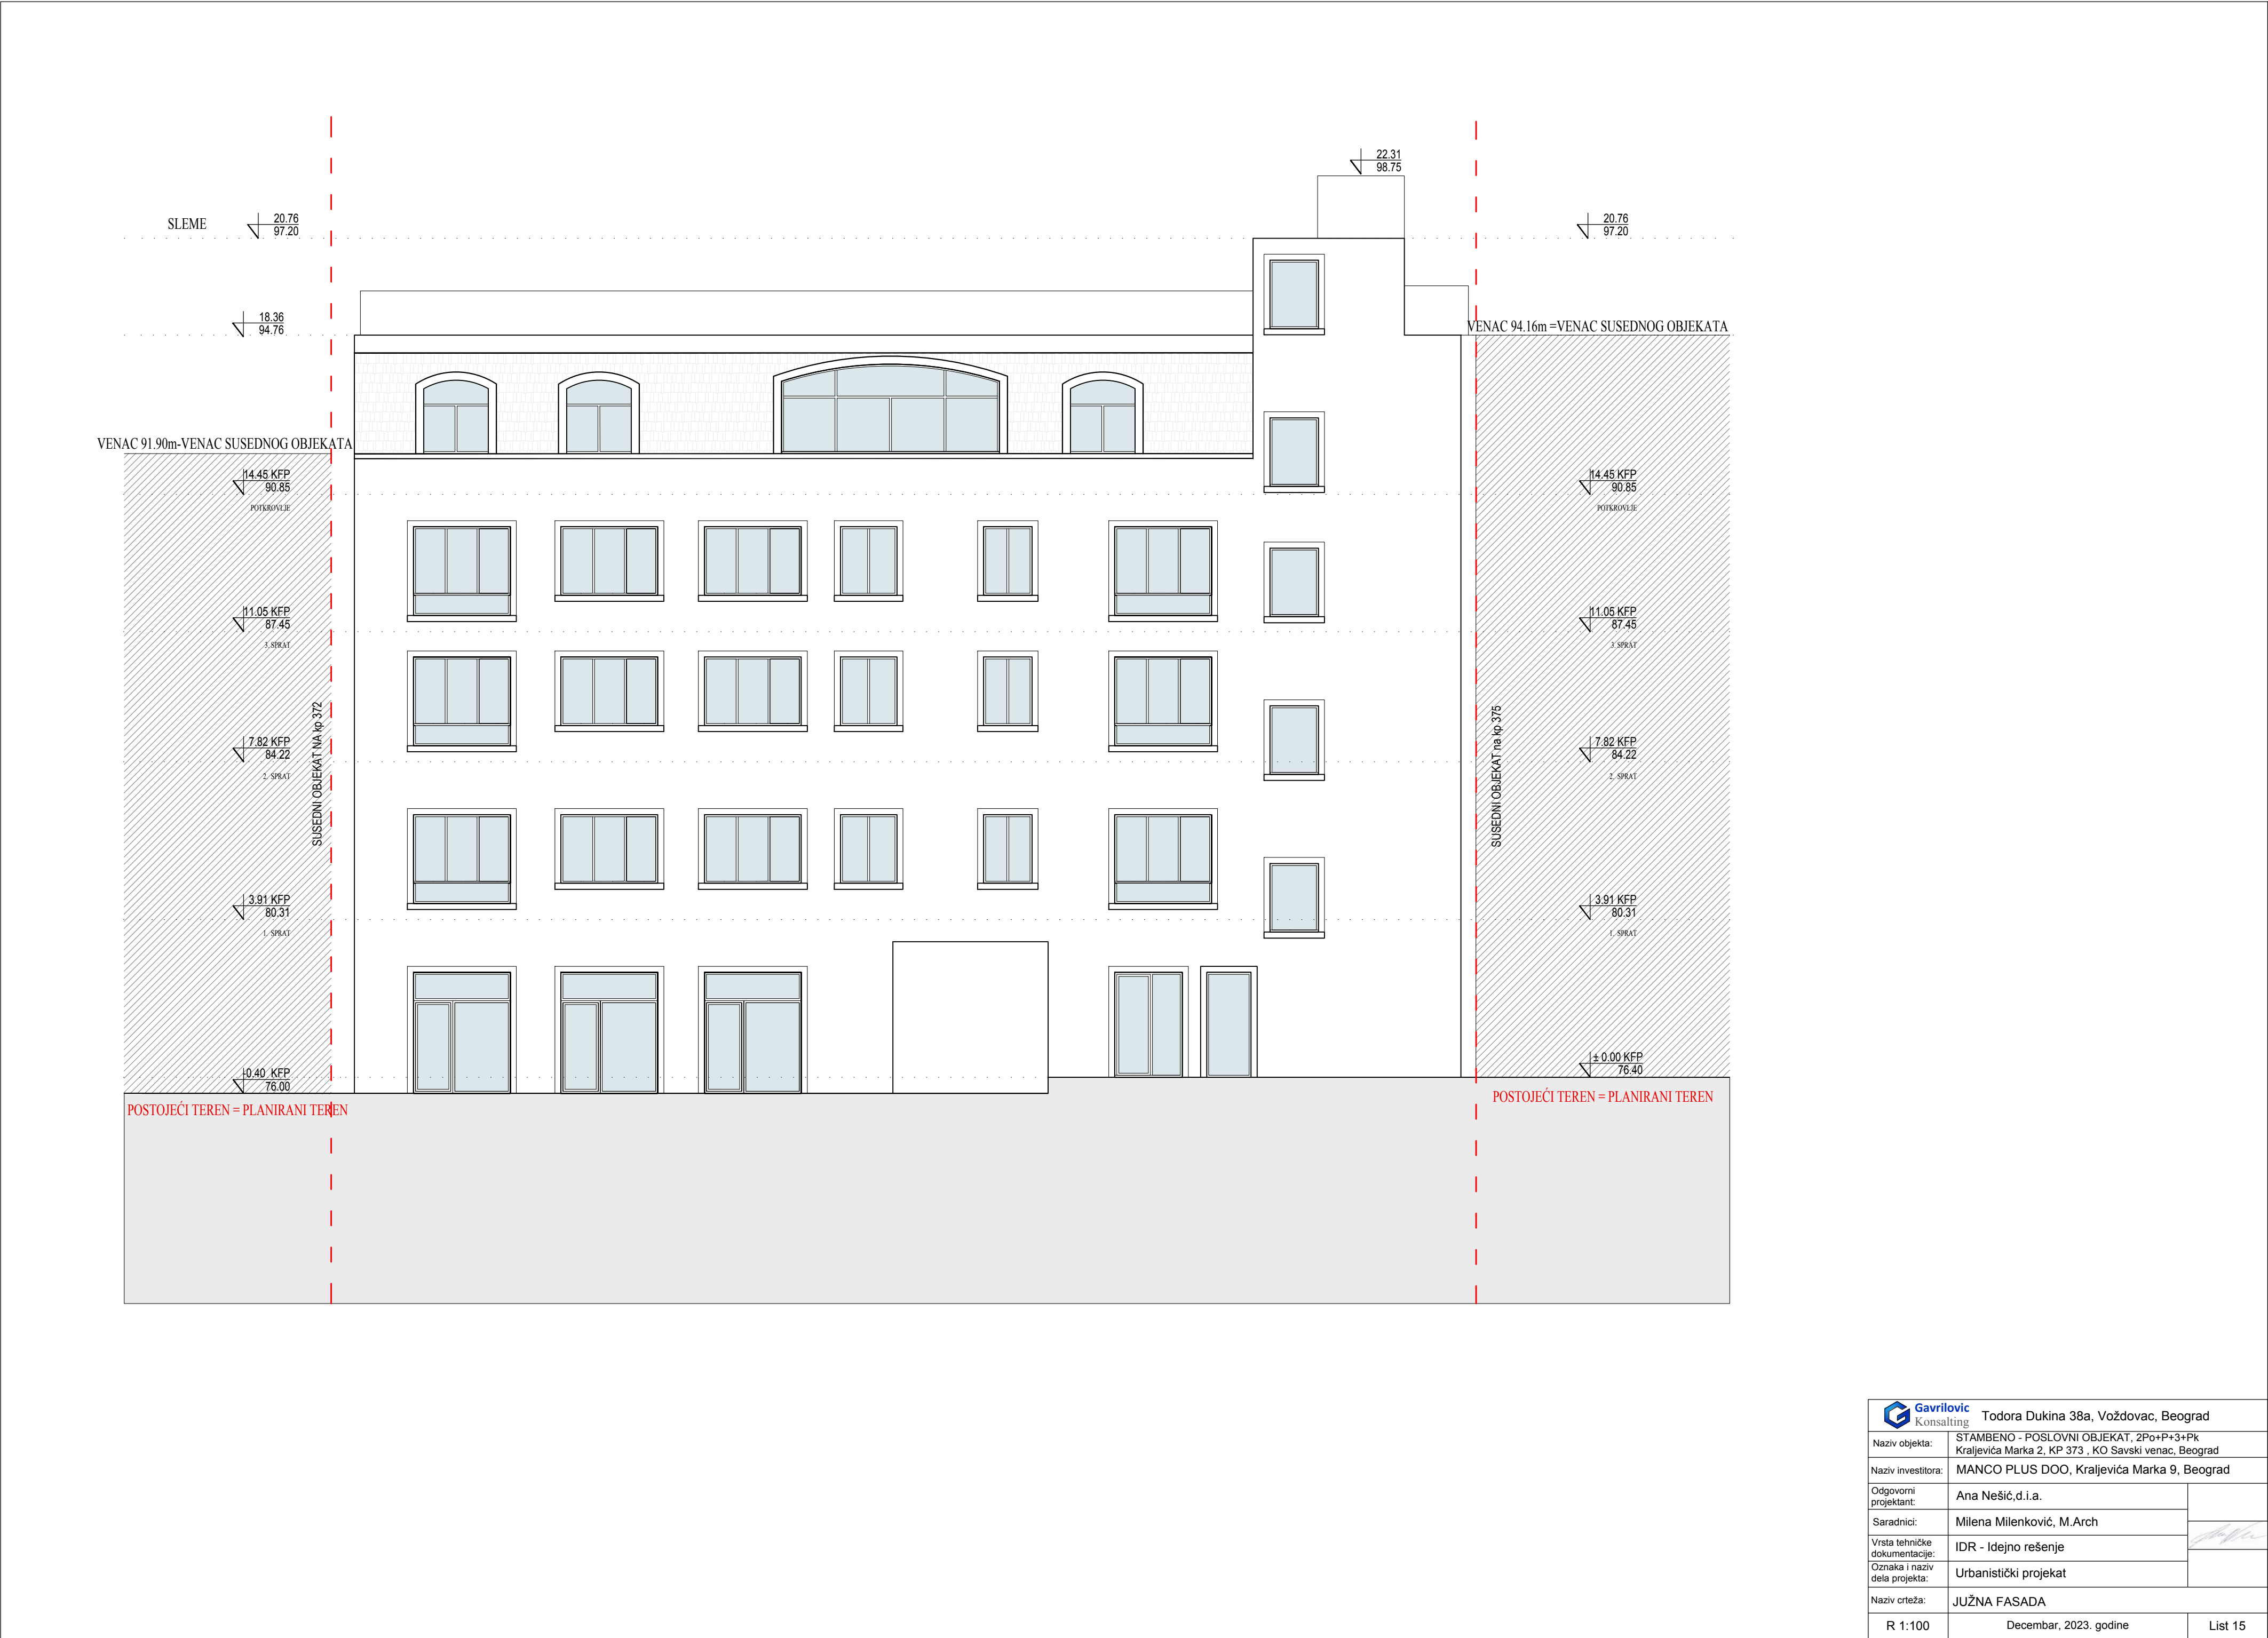 22.31
98.75
SLEME
20.76
97.20
20.76
97.20
18.36
94.76
VENAC 94.16m =VENAC SUSEDNOG OBJEKATA
VENAC 91.90m-VENAC SUSEDNOG OBJEKATA
14.45 KFP
90.85
POTKROVLJE
14.45 KFP
90.85
POTKROVLJE
11.05 KFP
87.45
3. SPRAT
11.05 KFP
87.45
3. SPRAT
SUSEDNI OBJEKAT NA kp 372
SUSEDNI OBJEKAT na kp 375
7.82 KFP
84.22
2. SPRAT
7.82 KFP
84.22
2. SPRAT
3.91 KFP
80.31
1. SPRAT
3.91 KFP
80.31
1. SPRAT
-0.40 KFP
76.00
± 0.00 KFP
76.40
POSTOJEĆI TEREN = PLANIRANI TEREN
POSTOJEĆI TEREN = PLANIRANI TEREN
Gavrilovic
Konsalting
Todora Dukina 38a, Voždovac, Beograd
Naziv objekta:
STAMBENO - POSLOVNI OBJEKAT, 2Po+P+3+Pk
Kraljevića Marka 2, KP 373 , KO Savski venac, Beograd
Naziv investitora:
MANCO PLUS DOO, Kraljevića Marka 9, Beograd
Odgovorni
projektant:
Ana Nešić,d.i.a.
Saradnici:
Milena Milenković, M.Arch
Vrsta tehničke
dokumentacije:
IDR - Idejno rešenje
Oznaka i naziv
dela projekta:
Urbanistički projekat
Naziv crteža:
JUŽNA FASADA
R 1:100
Decembar, 2023. godine
List 15